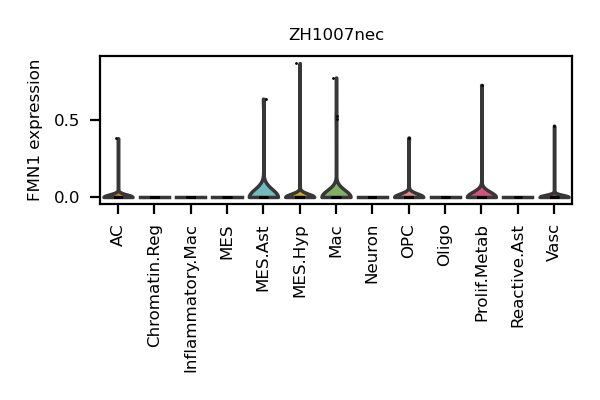 ZH1007nec
FMN1 expression
0.5
0.0
AC
Chromatin.Reg
Inflammatory.Mac
MES
MES.Ast
MES.Hyp
Mac
Neuron
OPC
Oligo
Prolif.Metab
Reactive.Ast
Vasc